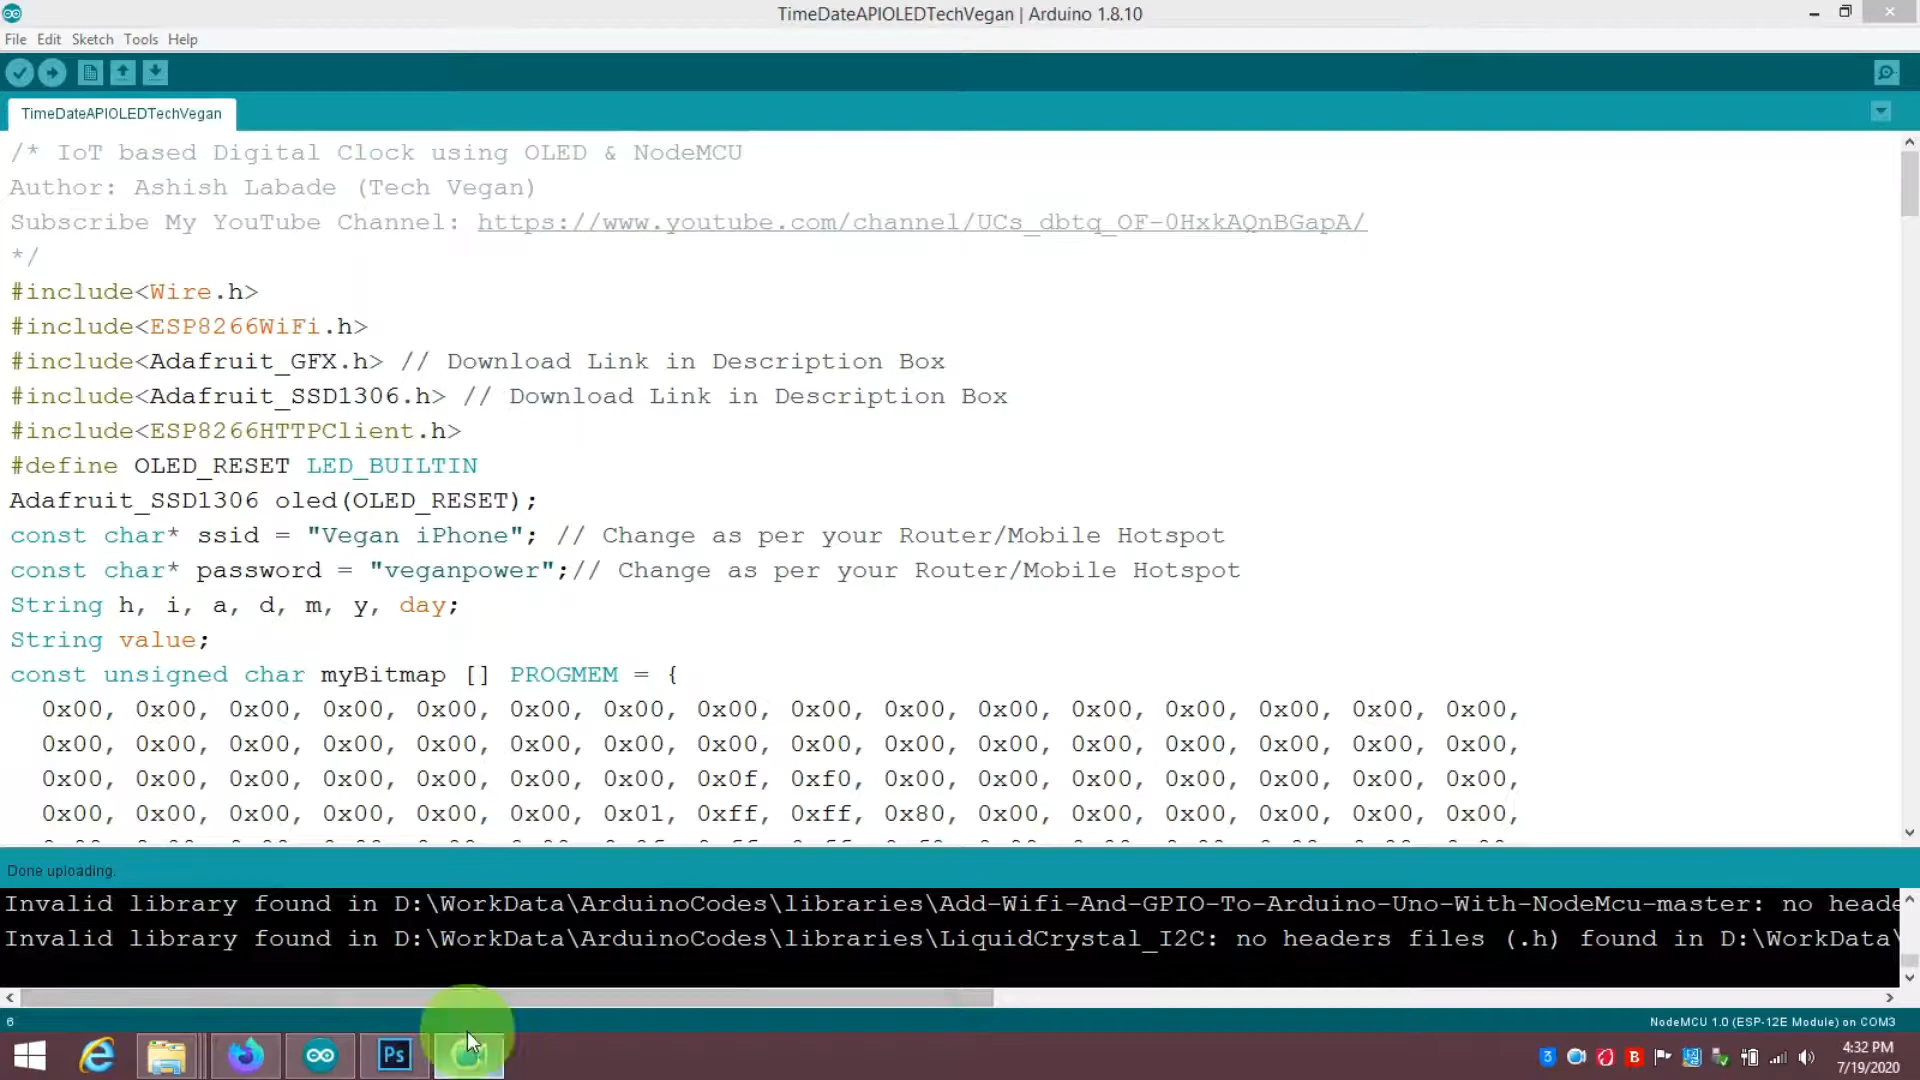 TimeDateAPIOLEDTechVegan | Arduino 1.8.10
File Edit Sketch Tools Help
TimeDateAPIOLEDTechVegan
/* IoT based Digital Clock using OLED & NodeMCU
Author: Ashish Labade (Tech Vegan)
Subscribe My YouTube Channel: https://www.youtube.com/channel/UCs_dbtq_OF-0HxkAQnBGapA/
*/
#include<Wire.h>
#include<ESP8266WiFi.h>
#include<Adafruit_GFX.h> // Download Link in Description Box
#include<Adafruit_SSD1306.h> // Download Link in Description Box
#include<ESP8266HTTPClient.h>
#define OLED_RESET LED_BUILTIN
Adafruit_SSD1306 oled(OLED_RESET);
const char* ssid = "Vegan iPhone"; // Change as per your Router/Mobile Hotspot
const char* password = "veganpower";// Change as per your Router/Mobile Hotspot
String h, i, a, d, m, y, day;
String value;
const unsigned char myBitmap [] PROGMEM = {
0x00, 0x00, 0x00, 0x00, 0x00, 0x00, 0x00, 0x00, 0x00, 0x00, 0x00, 0x00, 0x00, 0x00, 0x00, 0x00,
0x00, 0x00, 0x00, 0x00, 0x00, 0x00, 0x00, 0x00, 0x00, 0x00, 0x00, 0x00, 0x00, 0x00, 0x00, 0x00,
0x00, 0x00, 0x00, 0x00, 0x00, 0x00, 0x00, 0x0f, 0xf0, 0x00, 0x00, 0x00, 0x00, 0x00, 0x00, 0x00,
0x00, 0x00, 0x00, 0x00, 0x00, 0x00, 0x01, 0xff, 0xff, 0x80, 0x00, 0x00, 0x00, 0x00, 0x00, 0x00,
Done uploading.
Invalid library found in D:\WorkData\ArduinoCodes\libraries\Add-Wifi-And-GPIO-To-Arduino-Uno-With-NodeMcu-master: no heade
Invalid library found in D:\WorkData\ArduinoCodes\libraries\LiquidCrystal_I2C: no headers files (.h) found in D:\WorkData\
6
NodeMCU 1.0 (ESP-12E Module) on COM3
Ps
3
B
4:32 PM
7/19/2020